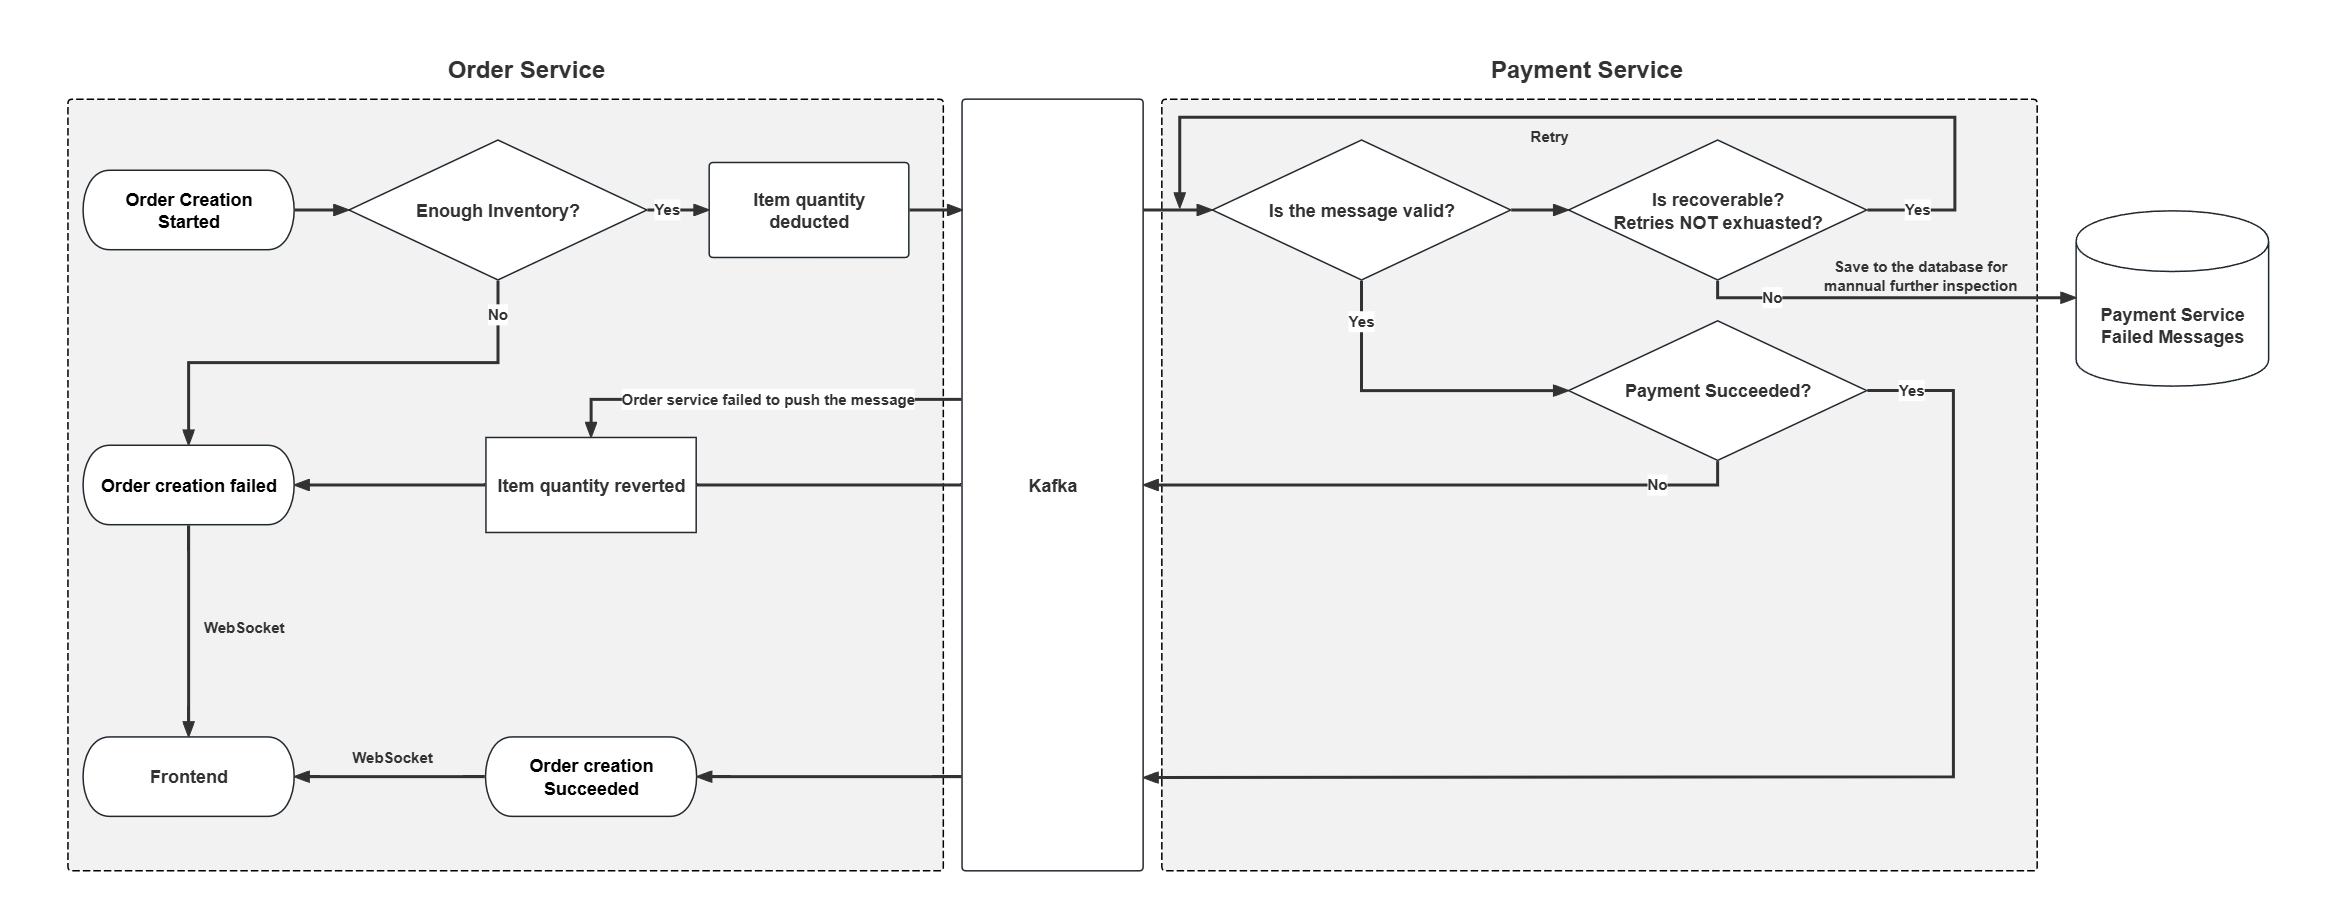 Order Service
Payment Service
Retry
Order Creation
Started
Enough Inventory?
Yes
Item quantity
deducted
Is the message valid?
Is recoverable?
Retries NOT exhuasted?
Yes
Save to the database for
mannual further inspection
No
No
Yes
Payment Service
Failed Messages
Order service failed to push the message
Payment Succeeded?
Yes
Order creation failed
Item quantity reverted
Kafka
No
WebSocket
WebSocket
Frontend
Order creation
Succeeded